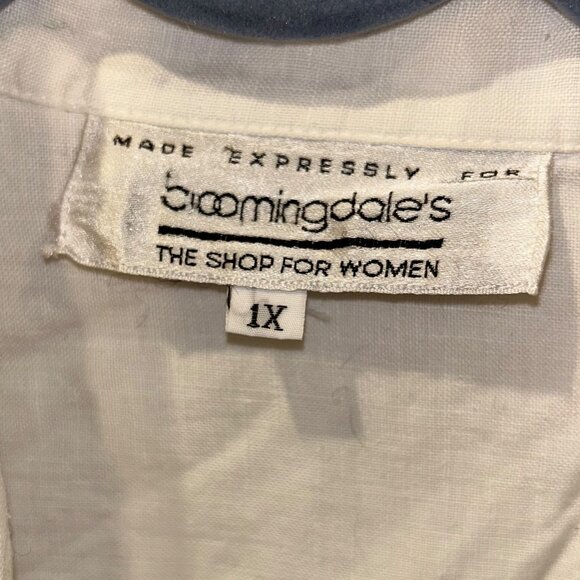 MADE EXPRESSLY FOR
bloomingdale's
THE SHOP FOR WOMEN
1X